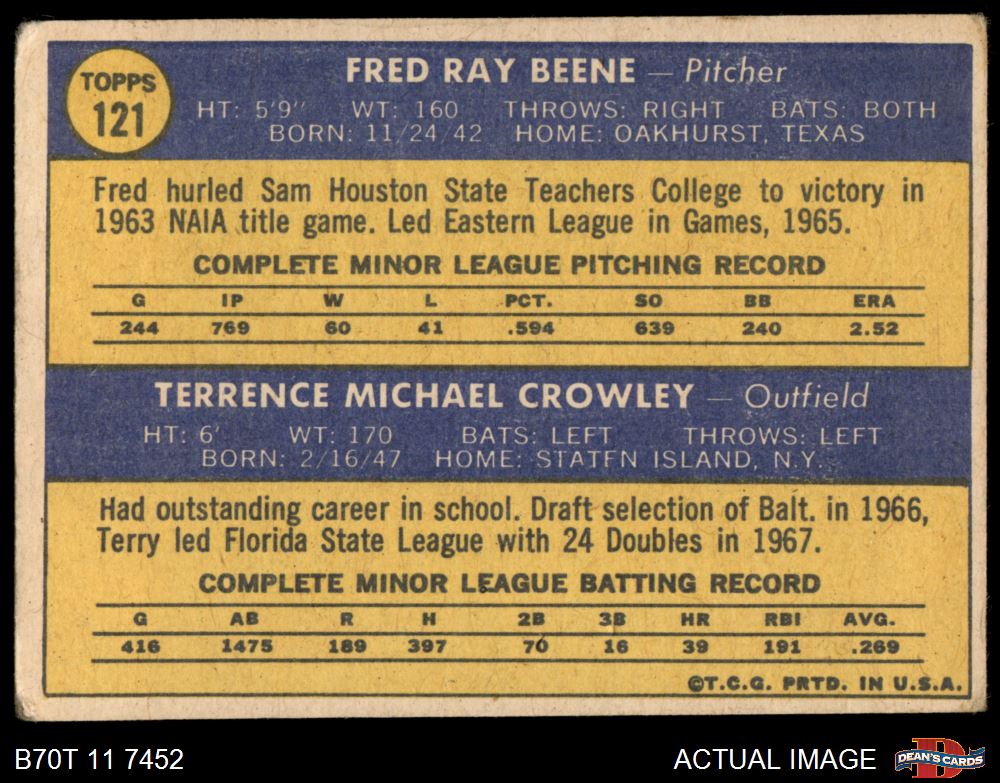 TOPPS
121
FRED RAY BEENE — Pitcher
HT: 5'9" WT: 160 THROWS: RIGHT BATS: BOTH
BORN: 11/24/42 HOME: OAKHURST, TEXAS
Fred hurled Sam Houston State Teachers College to victory in
1963 NAIA title game. Led Eastern League in Games, 1965.
COMPLETE MINOR LEAGUE PITCHING RECORD
G IP W L PCT. SO BB ERA
244 769 60 41 .594 639 240 2.52
TERRENCE MICHAEL CROWLEY — Outfield
HT: 6' WT: 170 BATS: LEFT THROWS: LEFT
BORN: 2/16/47 HOME: STATEN ISLAND, N.Y.
Had outstanding career in school. Draft selection of Balt. in 1966,
Terry led Florida State League with 24 Doubles in 1967.
COMPLETE MINOR LEAGUE BATTING RECORD
G AB R H 2B 3B HR RBI AVG.
416 1475 189 397 70 16 39 191 .269
©T.C.G. PRTD. IN U.S.A.
B70T 11 7452 ACTUAL IMAGE D DEAN'S CARDS